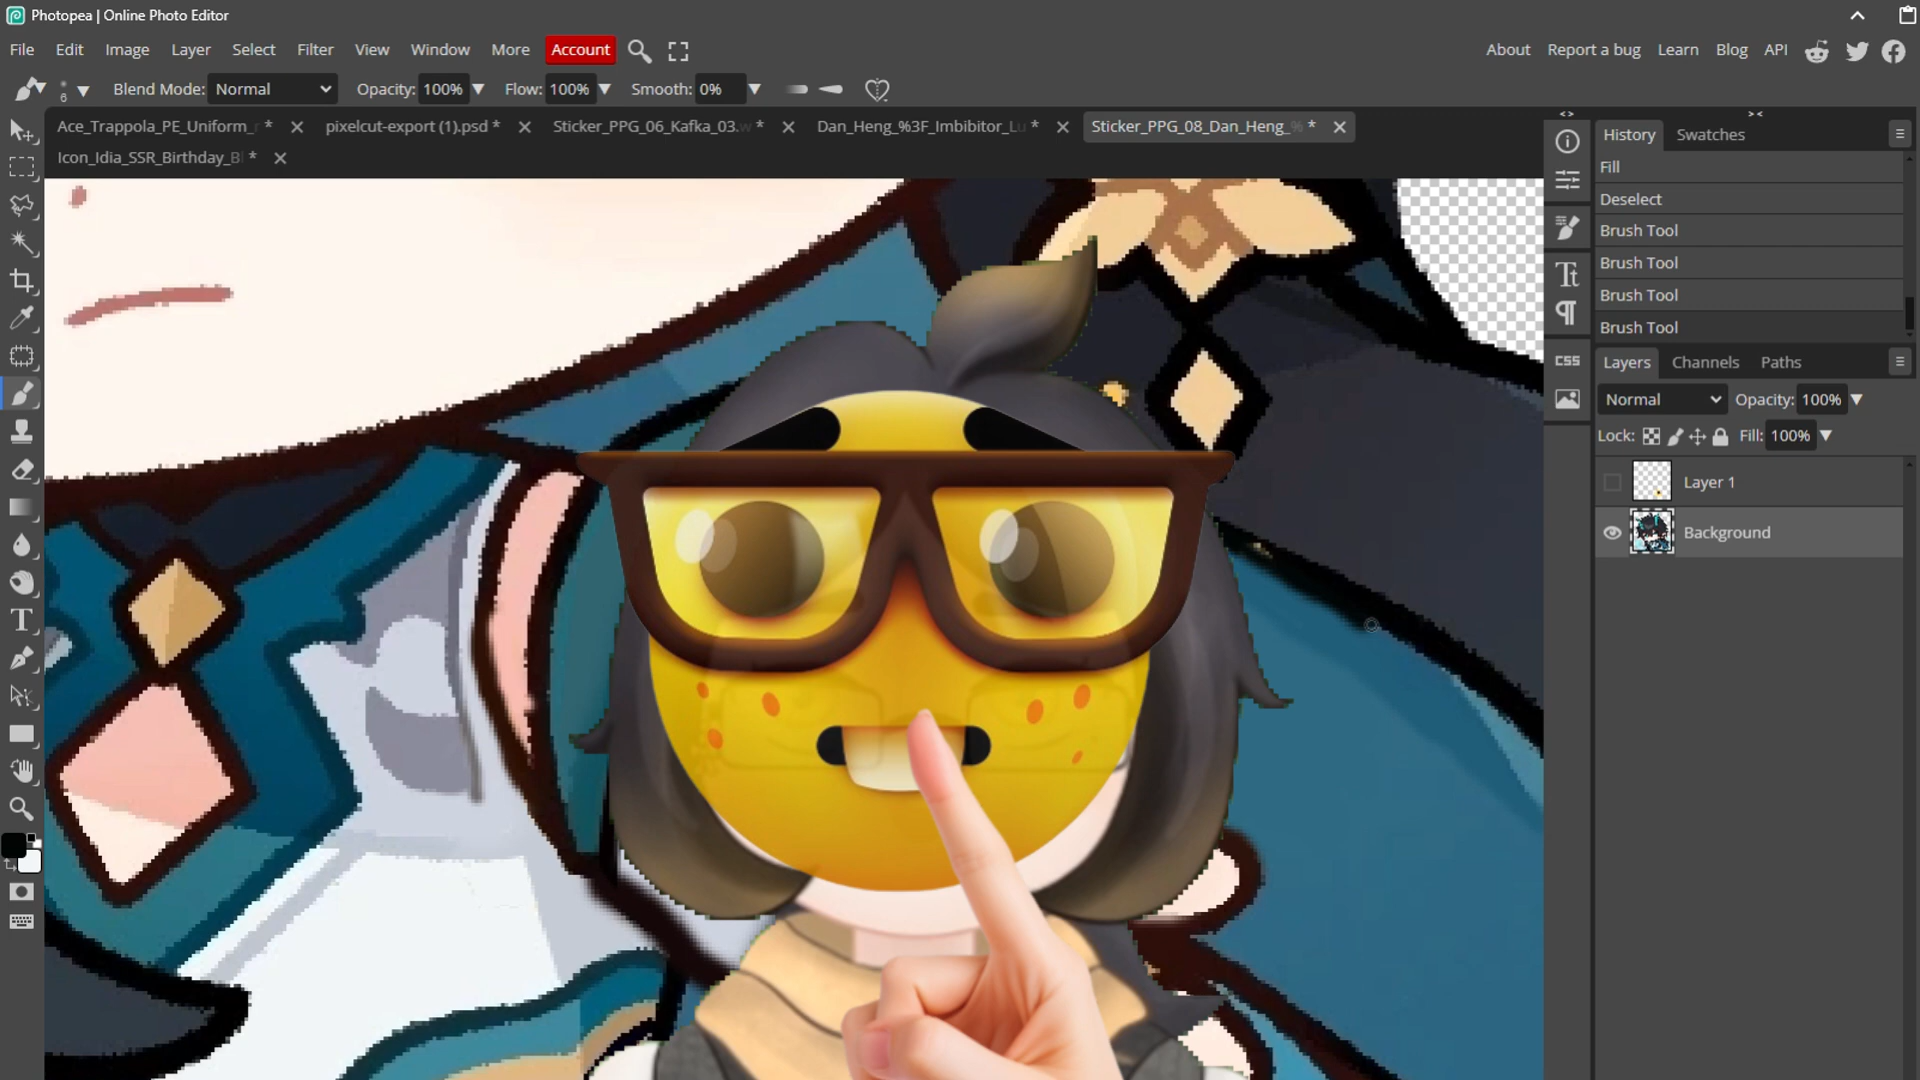 Photopea | Online Photo Editor
File Edit Image Layer Select Filter View Window More Account
About Report a bug Learn Blog API
6 Blend Mode: Normal Opacity: 100% Flow: 100% Smooth: 0%
Ace_Trappola_PE_Uniform_ * pixelcut-export (1).psd * Sticker_PPG_06_Kafka_03.w * Dan_Heng_%3F_Imbibitor_Lu * Sticker_PPG_08_Dan_Heng_% *
Icon_Idia_SSR_Birthday_Bl *
History Swatches
Fill
Deselect
Brush Tool
Brush Tool
Brush Tool
Brush Tool
CSS
Layers Channels Paths
Normal Opacity: 100%
Lock: Fill: 100%
Layer 1
Background